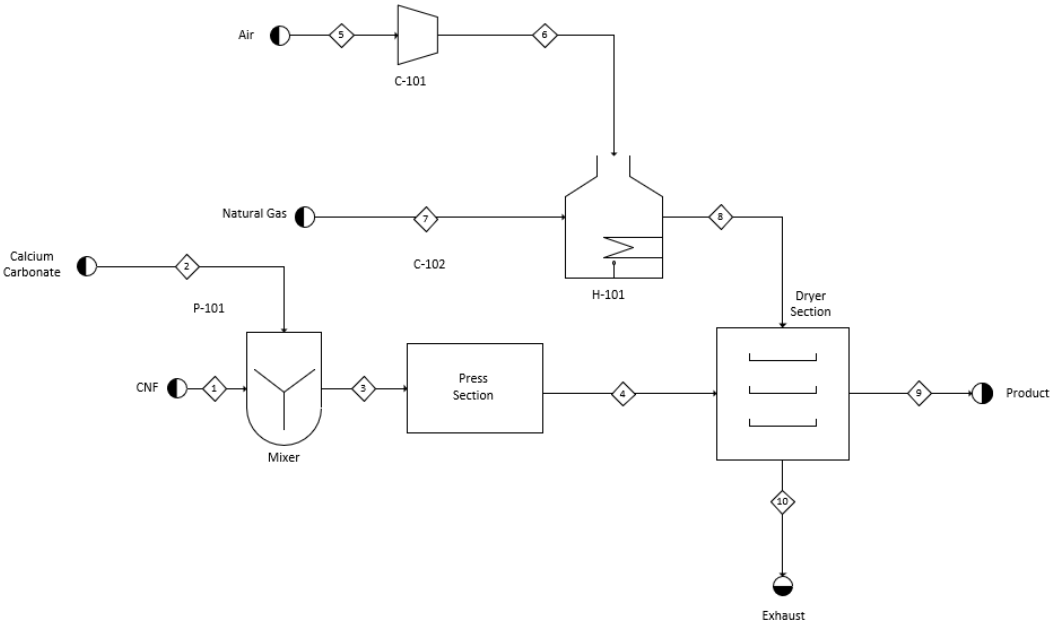 Air
5
6
C-101
Natural Gas
7
8
C-102
H-101
Calcium
Carbonate
2
P-101
Dryer
Section
CNF
1
Mixer
3
Press
Section
4
9
Product
10
Exhaust